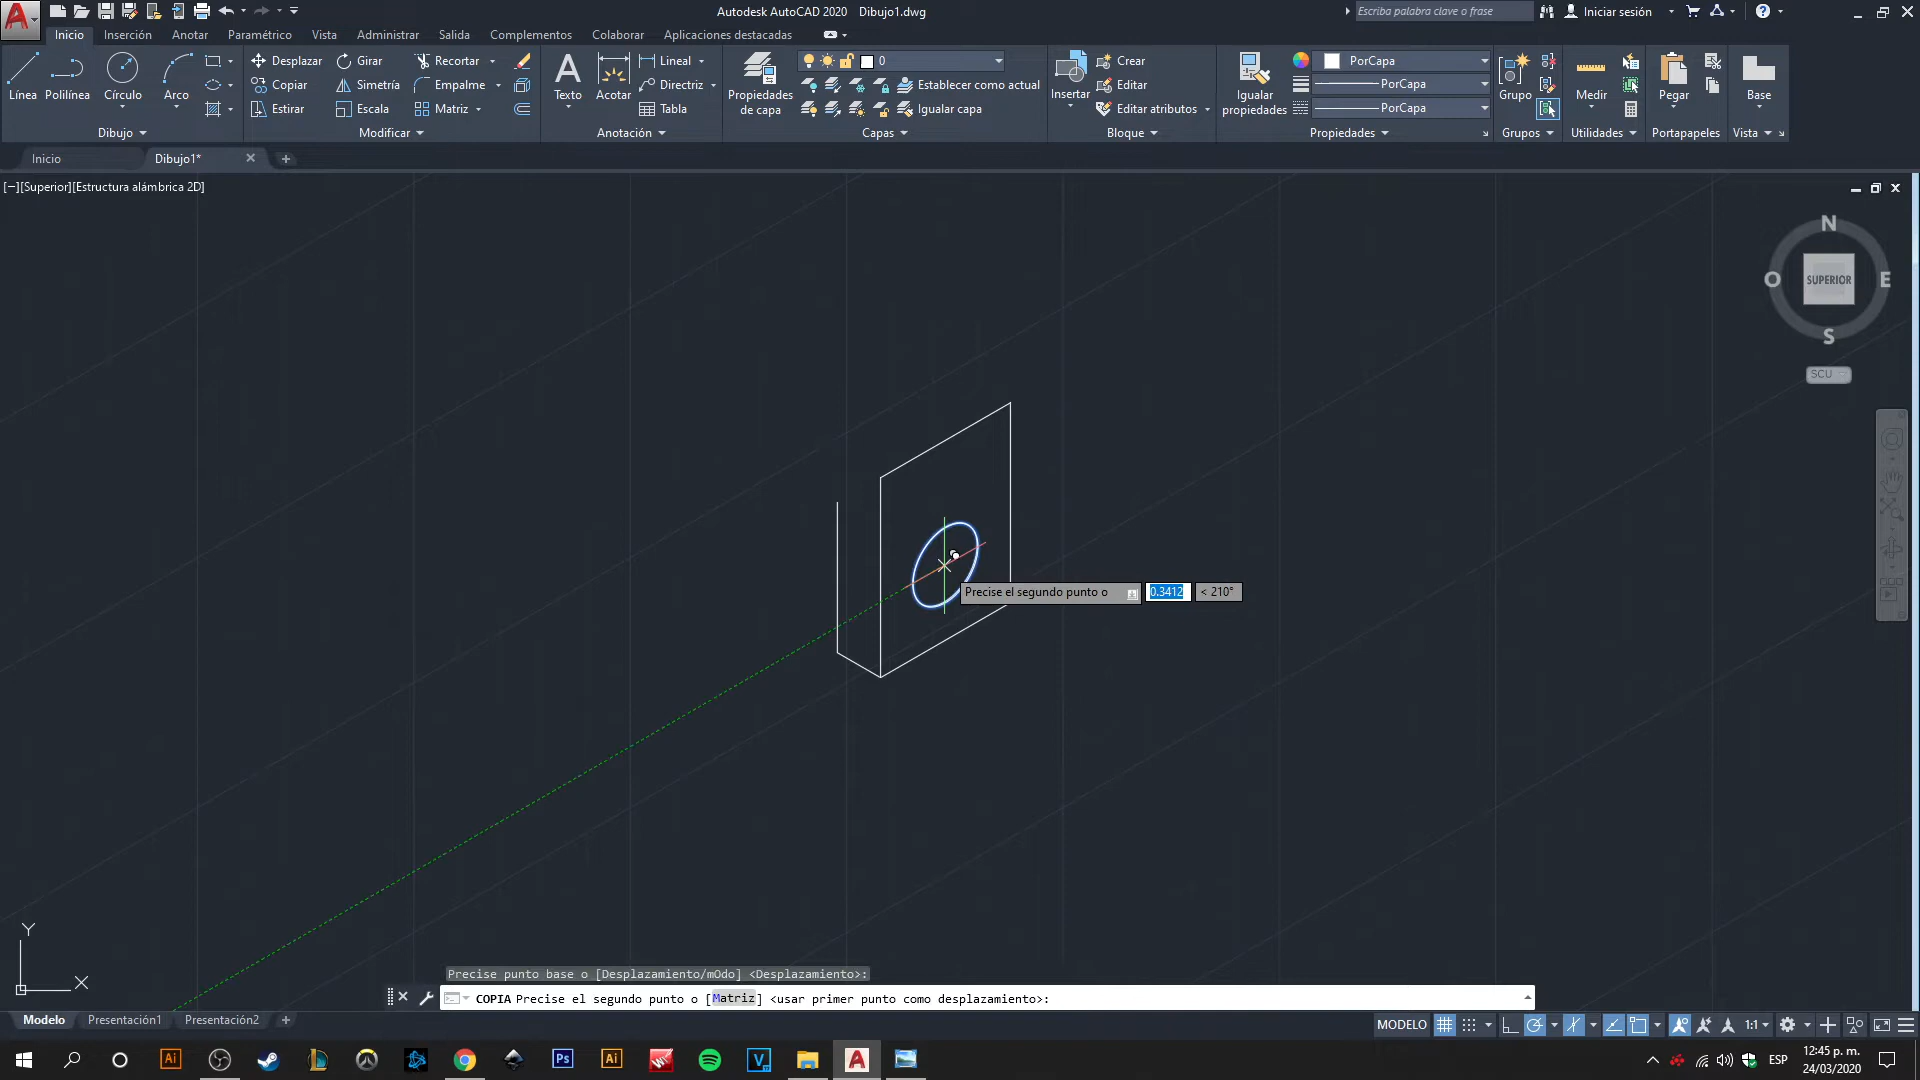 Autodesk AutoCAD 2020 Dibujo1.dwg
Escriba palabra clave o frase
Iniciar sesión
Inicio Inserción Anotar Paramétrico Vista Administrar Salida Complementos Colaborar Aplicaciones destacadas
Línea Polilínea Círculo Arco
Desplazar Girar Recortar
Copiar Simetría Empalme
Estirar Escala Matriz
Texto Acotar
Lineal
Directriz
Tabla
Propiedades de capa
0
Establecer como actual
Igualar capa
Insertar
Crear
Editar
Editar atributos
Igualar propiedades
PorCapa
PorCapa
PorCapa
Grupo Medir Pegar Base
Dibujo Modificar Anotación Capas Bloque Propiedades Grupos Utilidades Portapapeles Vista
Inicio Dibujo1*
[−][Superior][Estructura alámbrica 2D]
N
O SUPERIOR E
S
SCU
Precise el segundo punto o 0.3412 < 210°
Y
X
Precise punto base o [Desplazamiento/mOdo] <Desplazamiento>:
COPIA Precise el segundo punto o [Matriz] <usar primer punto como desplazamiento>:
Modelo Presentación1 Presentación2
MODELO 1:1
ESP
12:45 p. m.
24/03/2020